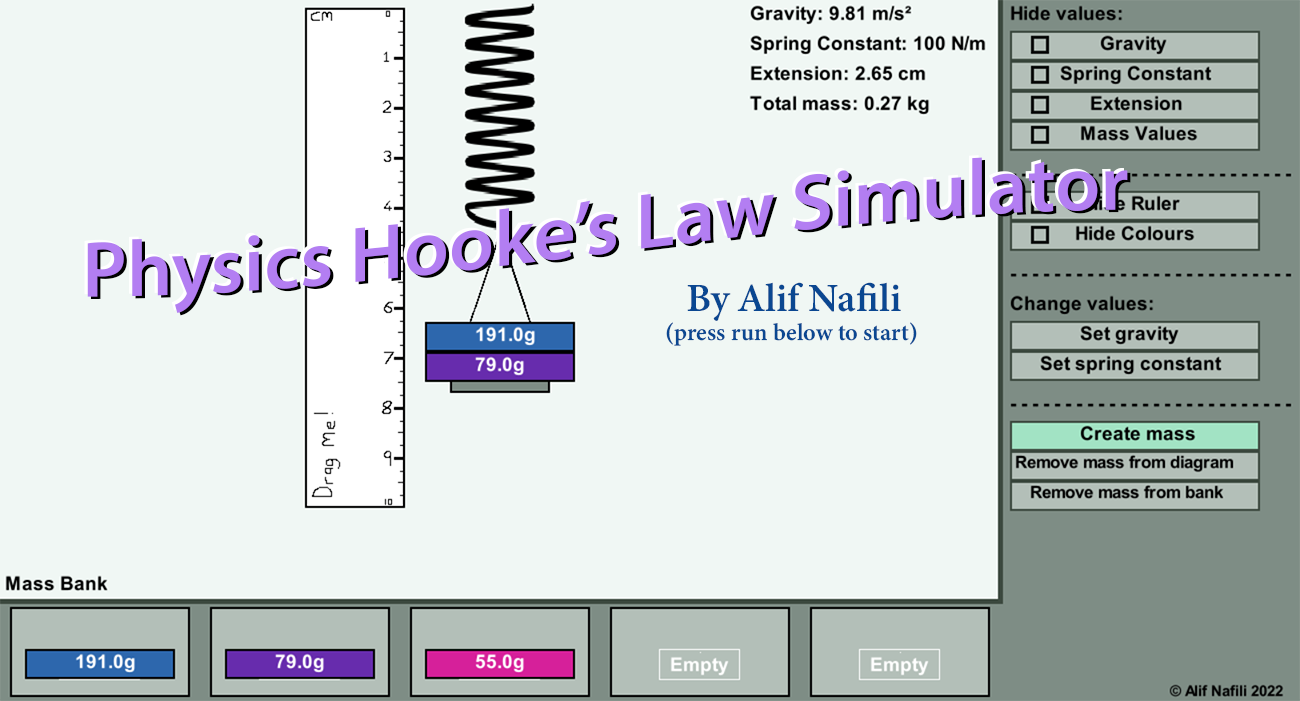 cm
0
1
2
3
4
6
7
8
9
10
Drag Me!
Gravity: 9.81 m/s²
Spring Constant: 100 N/m
Extension: 2.65 cm
Total mass: 0.27 kg
Physics Hooke's Law Simulator
By Alif Nafili
(press run below to start)
191.0g
79.0g
Hide values:
Gravity
Spring Constant
Extension
Mass Values
Ruler
Hide Colours
Change values:
Set gravity
Set spring constant
Create mass
Remove mass from diagram
Remove mass from bank
Mass Bank
191.0g
79.0g
55.0g
Empty
Empty
© Alif Nafili 2022